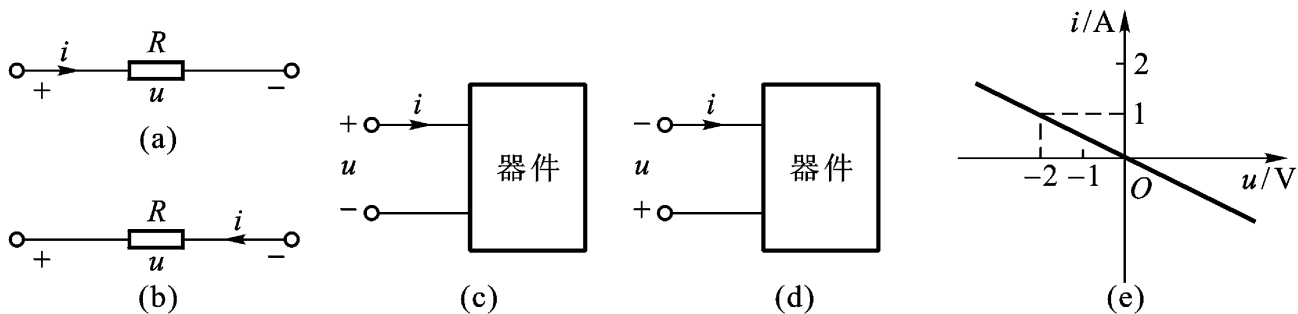 i R
+ u −
(a)
R i
+ u −
(b)
+ i
u 器件
−
(c)
− i
u 器件
+
(d)
i/A
2
1
−2 −1 O u/V
(e)